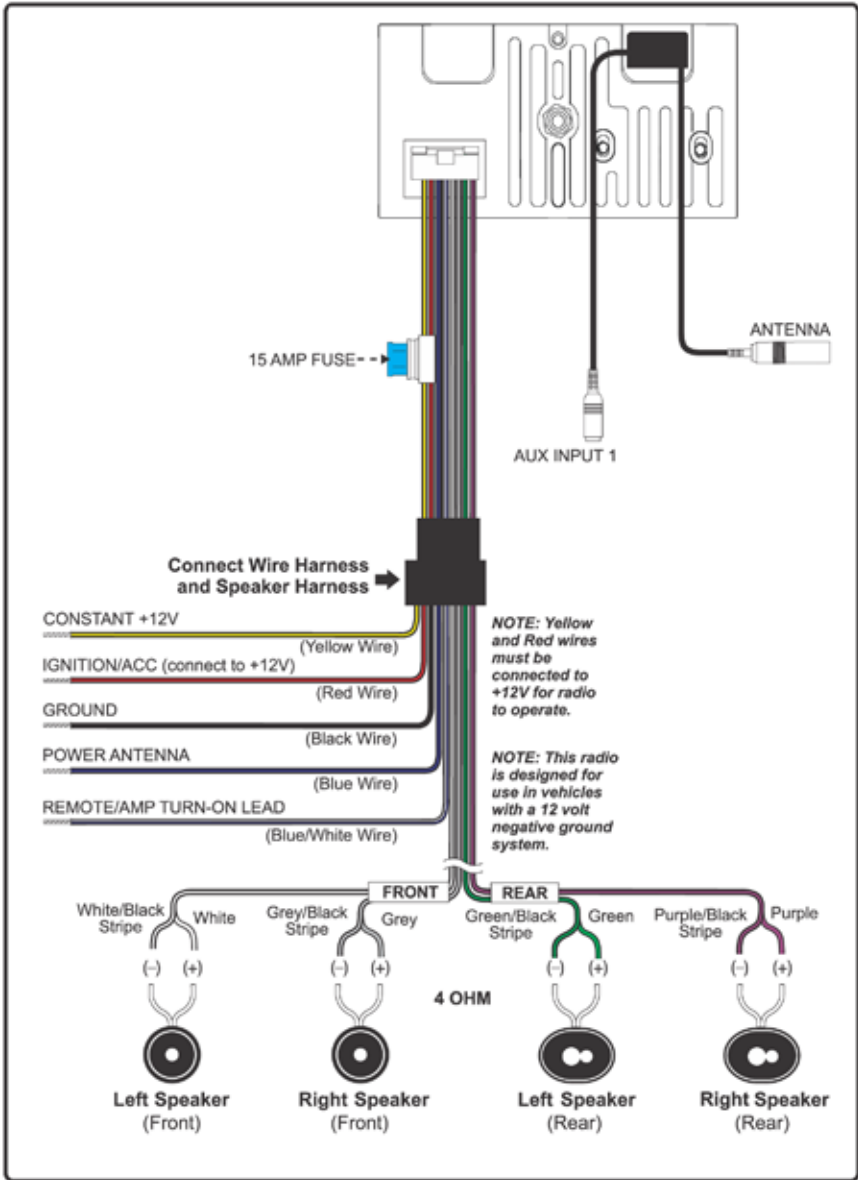 15 AMP FUSE
ANTENNA
AUX INPUT 1
Connect Wire Harness
and Speaker Harness
CONSTANT +12V
(Yellow Wire)
IGNITION/ACC (connect to +12V)
(Red Wire)
GROUND
(Black Wire)
POWER ANTENNA
(Blue Wire)
REMOTE/AMP TURN-ON LEAD
(Blue/White Wire)
NOTE: Yellow
and Red wires
must be
connected to
+12V for radio
to operate.
NOTE: This radio
is designed for
use in vehicles
with a 12 volt
negative ground
system.
FRONT
REAR
White/Black
Stripe
White
Grey/Black
Stripe
Grey
Green/Black
Stripe
Green
Purple/Black
Stripe
Purple
(–) (+)
(–) (+)
(–) (+)
(–) (+)
4 OHM
Left Speaker
(Front)
Right Speaker
(Front)
Left Speaker
(Rear)
Right Speaker
(Rear)